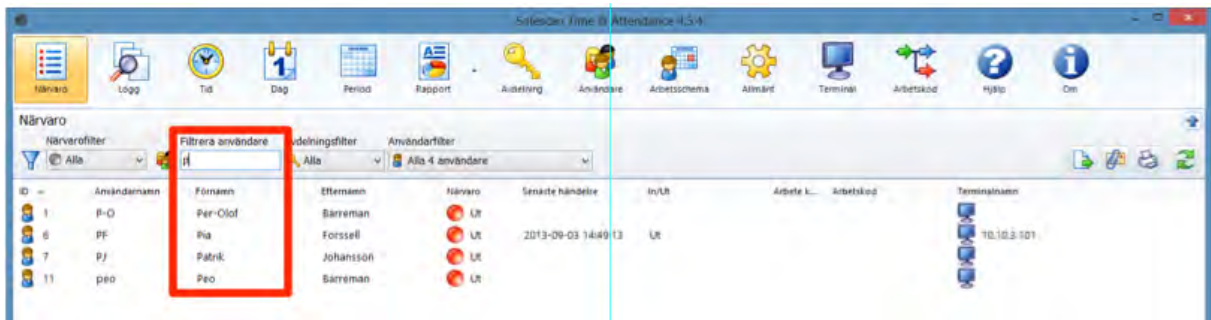 Safescan Time & Attendance 4.5.4
Närvaro Logg Tid Dag Period Rapport Avdelning Användare Arbetsschema Allmänt Terminal Arbetskod Hjälp Om
Närvaro
Närvarofilter Filtrera användare vdelningsfilter Användarfilter
Alla p Alla Alla 4 användare
ID Användarnamn Förnamn Efternamn Närvaro Senaste händelse In/Ut Arbete k... Arbetskod Terminalnamn
1 P-O Per-Olof Barreman Ut
6 PF Pia Forssell Ut 2013-09-03 14:49:13 Ut 10.10.3.101
7 PJ Patrik Johansson Ut
11 peo Peo Barreman Ut